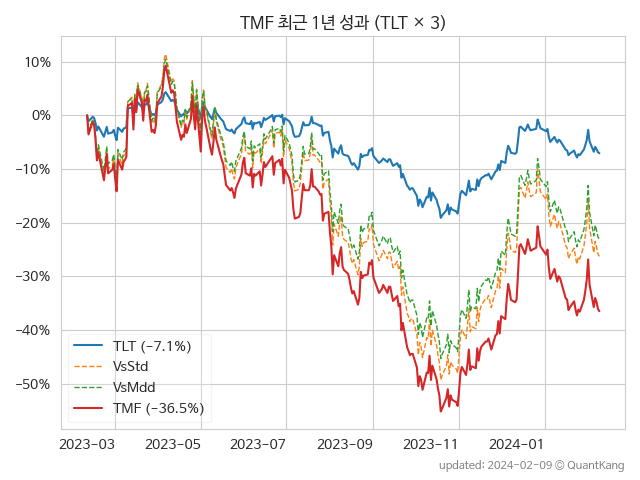 TMF 최근 1년 성과 (TLT × 3)
10%
0%
−10%
−20%
−30%
−40%
−50%
TLT (−7.1%)
VsStd
VsMdd
TMF (−36.5%)
2023−03 2023−05 2023−07 2023−09 2023−11 2024−01
updated: 2024−02−09 © QuantKang